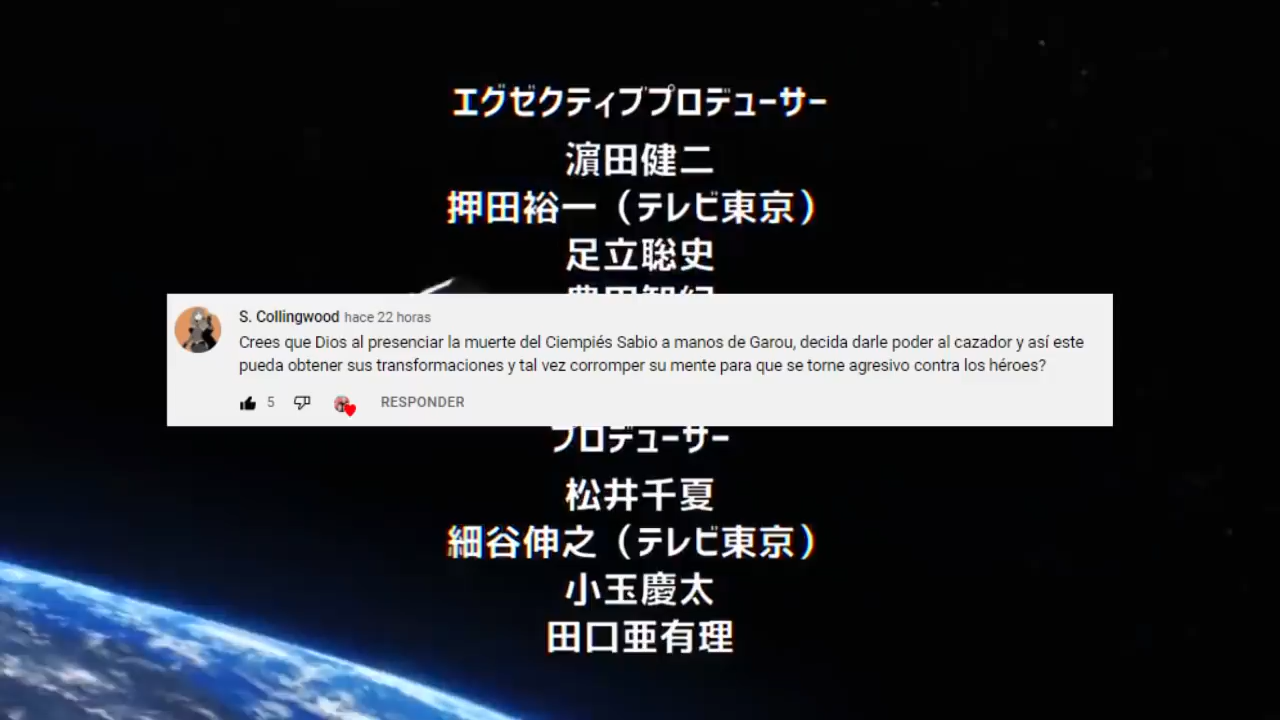 エグゼクティブプロデューサー
濵田健二
押田裕一（テレビ東京）
足立聡史
S. Collingwood hace 22 horas
Crees que Dios al presenciar la muerte del Ciempiés Sabio a manos de Garou, decida darle poder al cazador y así este
pueda obtener sus transformaciones y tal vez corromper su mente para que se torne agresivo contra los héroes?
5 RESPONDER
プロデューサー
松井千夏
細谷伸之（テレビ東京）
小玉慶太
田口亜有理